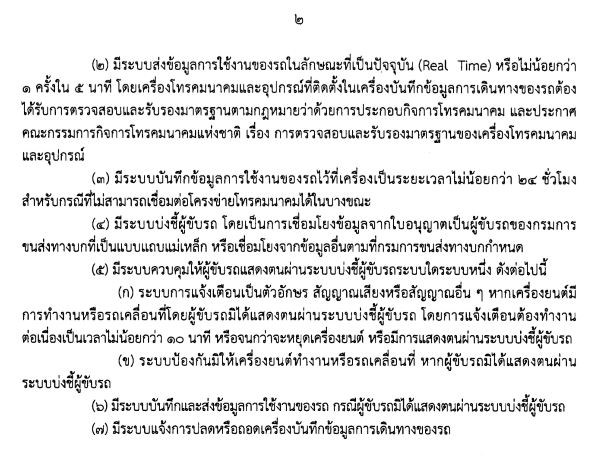 ๒
(๒) มีระบบส่งข้อมูลการใช้งานของรถในลักษณะที่เป็นปัจจุบัน (Real Time) หรือไม่น้อยกว่า
๑ ครั้งใน ๕ นาที โดยเครื่องโทรคมนาคมและอุปกรณ์ที่ติดตั้งในเครื่องบันทึกข้อมูลการเดินทางของรถต้อง
ได้รับการตรวจสอบและรับรองมาตรฐานตามกฎหมายว่าด้วยการประกอบกิจการโทรคมนาคม และประกาศ
คณะกรรมการกิจการโทรคมนาคมแห่งชาติ เรื่อง การตรวจสอบและรับรองมาตรฐานของเครื่องโทรคมนาคม
และอุปกรณ์
(๓) มีระบบบันทึกข้อมูลการใช้งานของรถไว้ที่เครื่องเป็นระยะเวลาไม่น้อยกว่า ๒๔ ชั่วโมง
สำหรับกรณีที่ไม่สามารถเชื่อมต่อโครงข่ายโทรคมนาคมได้ในบางขณะ
(๔) มีระบบบ่งชี้ผู้ขับรถ โดยเป็นการเชื่อมโยงข้อมูลจากใบอนุญาตเป็นผู้ขับรถของกรมการ
ขนส่งทางบกที่เป็นแบบแถบแม่เหล็ก หรือเชื่อมโยงจากข้อมูลอื่นตามที่กรมการขนส่งทางบกกำหนด
(๕) มีระบบควบคุมให้ผู้ขับรถแสดงตนผ่านระบบบ่งชี้ผู้ขับรถระบบใดระบบหนึ่ง ดังต่อไปนี้
(ก) ระบบการแจ้งเตือนเป็นตัวอักษร สัญญาณเสียงหรือสัญญาณอื่น ๆ หากเครื่องยนต์มี
การทำงานหรือรถเคลื่อนที่โดยผู้ขับรถมิได้แสดงตนผ่านระบบบ่งชี้ผู้ขับรถ โดยการแจ้งเตือนต้องทำงาน
ต่อเนื่องเป็นเวลาไม่น้อยกว่า ๑๐ นาที หรือจนกว่าจะหยุดเครื่องยนต์ หรือมีการแสดงตนผ่านระบบบ่งชี้ผู้ขับรถ
(ข) ระบบป้องกันมิให้เครื่องยนต์ทำงานหรือรถเคลื่อนที่ หากผู้ขับรถมิได้แสดงตนผ่าน
ระบบบ่งชี้ผู้ขับรถ
(๖) มีระบบบันทึกและส่งข้อมูลการใช้งานของรถ กรณีผู้ขับรถมิได้แสดงตนผ่านระบบบ่งชี้ผู้ขับรถ
(๗) มีระบบแจ้งการปลดหรือถอดเครื่องบันทึกข้อมูลการเดินทางของรถ